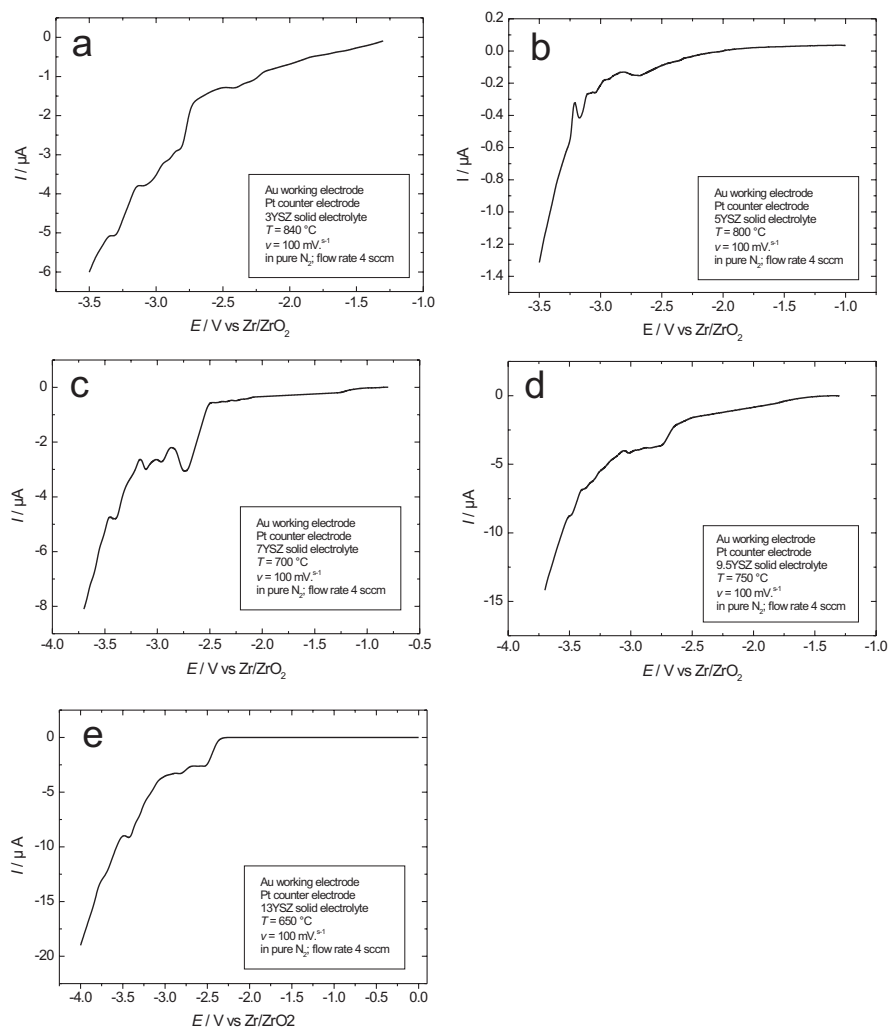 a
0
-1
-2
-3
-4
-5
-6
I / µA
Au working electrode
Pt counter electrode
3YSZ solid electrolyte
T = 840 °C
v = 100 mV.s-1
in pure N2; flow rate 4 sccm
-3.5 -3.0 -2.5 -2.0 -1.5 -1.0
E / V vs Zr/ZrO2
b
0.2
0.0
-0.2
-0.4
-0.6
-0.8
-1.0
-1.2
-1.4
I / µA
Au working electrode
Pt counter electrode
5YSZ solid electrolyte
T = 800 °C
v = 100 mV.s-1
in pure N2; flow rate 4 sccm
-3.5 -3.0 -2.5 -2.0 -1.5 -1.0
E / V vs Zr/ZrO2
c
0
-2
-4
-6
-8
I / µA
Au working electrode
Pt counter electrode
7YSZ solid electrolyte
T = 700 °C
v = 100 mV.s-1
in pure N2; flow rate 4 sccm
-4.0 -3.5 -3.0 -2.5 -2.0 -1.5 -1.0 -0.5
E / V vs Zr/ZrO2
d
0
-5
-10
-15
I / µA
Au working electrode
Pt counter electrode
9.5YSZ solid electrolyte
T = 750 °C
v = 100 mV.s-1
in pure N2; flow rate 4 sccm
-4.0 -3.5 -3.0 -2.5 -2.0 -1.5 -1.0
E / V vs Zr/ZrO2
e
0
-5
-10
-15
-20
I / µ A
Au working electrode
Pt counter electrode
13YSZ solid electrolyte
T = 650 °C
v = 100 mV.s-1
in pure N2; flow rate 4 sccm
-4.0 -3.5 -3.0 -2.5 -2.0 -1.5 -1.0 -0.5 0.0
E / V vs Zr/ZrO2